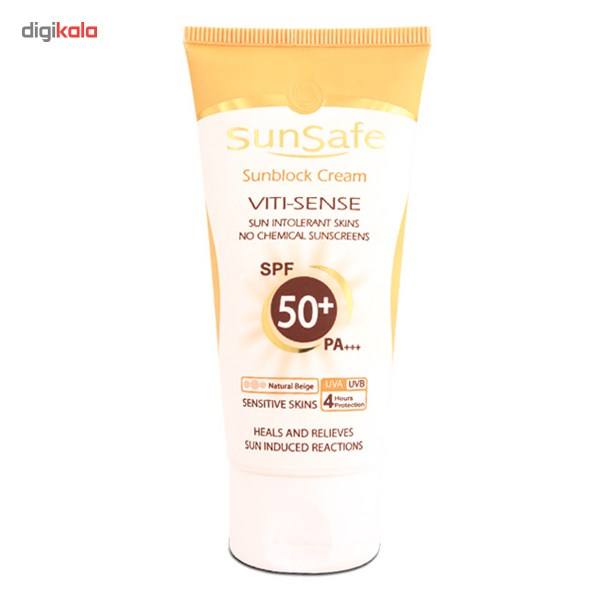 digikala
SunSafe
Sunblock Cream
VITI-SENSE
SUN INTOLERANT SKINS
NO CHEMICAL SUNSCREENS
SPF
50+
PA+++
Natural Beige
UVA UVB
SENSITIVE SKINS
4 Hours Protection
HEALS AND RELIEVES
SUN INDUCED REACTIONS